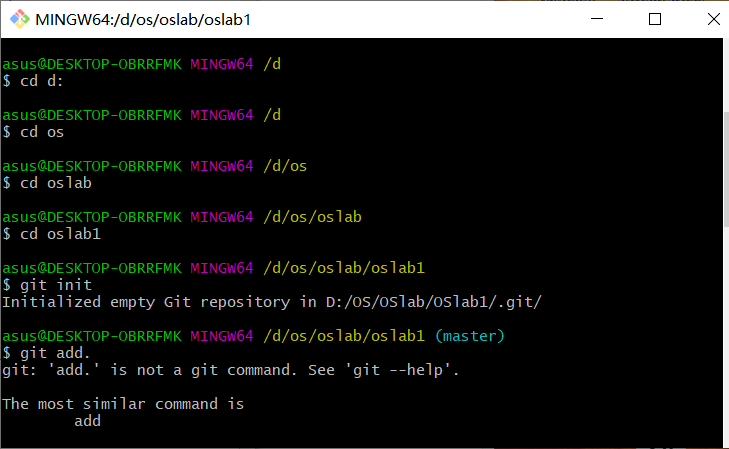 MINGW64:/d/os/oslab/oslab1
asus@DESKTOP-OBRRFMK MINGW64 /d
$ cd d:
asus@DESKTOP-OBRRFMK MINGW64 /d
$ cd os
asus@DESKTOP-OBRRFMK MINGW64 /d/os
$ cd oslab
asus@DESKTOP-OBRRFMK MINGW64 /d/os/oslab
$ cd oslab1
asus@DESKTOP-OBRRFMK MINGW64 /d/os/oslab/oslab1
$ git init
Initialized empty Git repository in D:/OS/OSlab/OSlab1/.git/
asus@DESKTOP-OBRRFMK MINGW64 /d/os/oslab/oslab1 (master)
$ git add.
git: 'add.' is not a git command. See 'git --help'.
The most similar command is
add